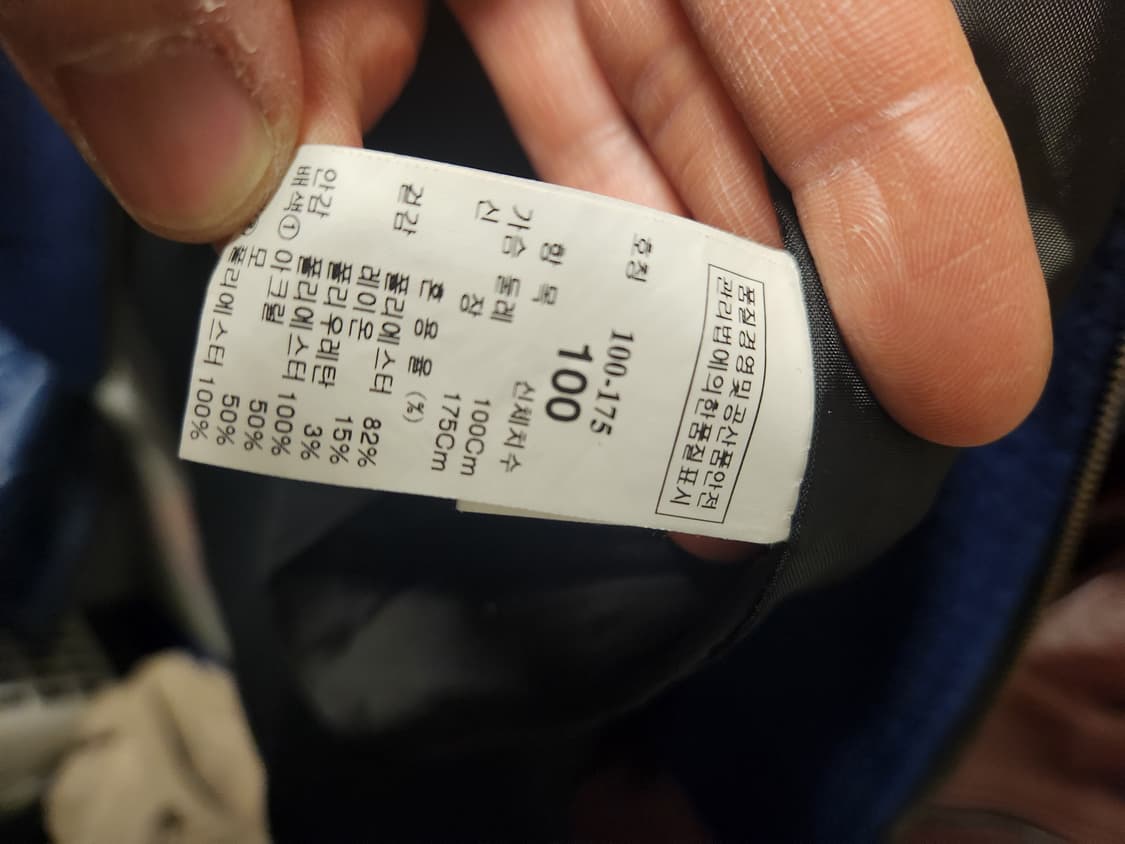 품질경영및공산품안전
관리법에의한품질표시
호칭 100-175
100
항 목 신체치수
가슴 둘레 100Cm
신 장 175Cm
혼 용 율 (%)
겉감 폴리에스터 82%
레이온 15%
폴리우레탄 3%
안감 폴리에스터 100%
배색① 아크릴 50%
모 50%
폴리에스터 100%